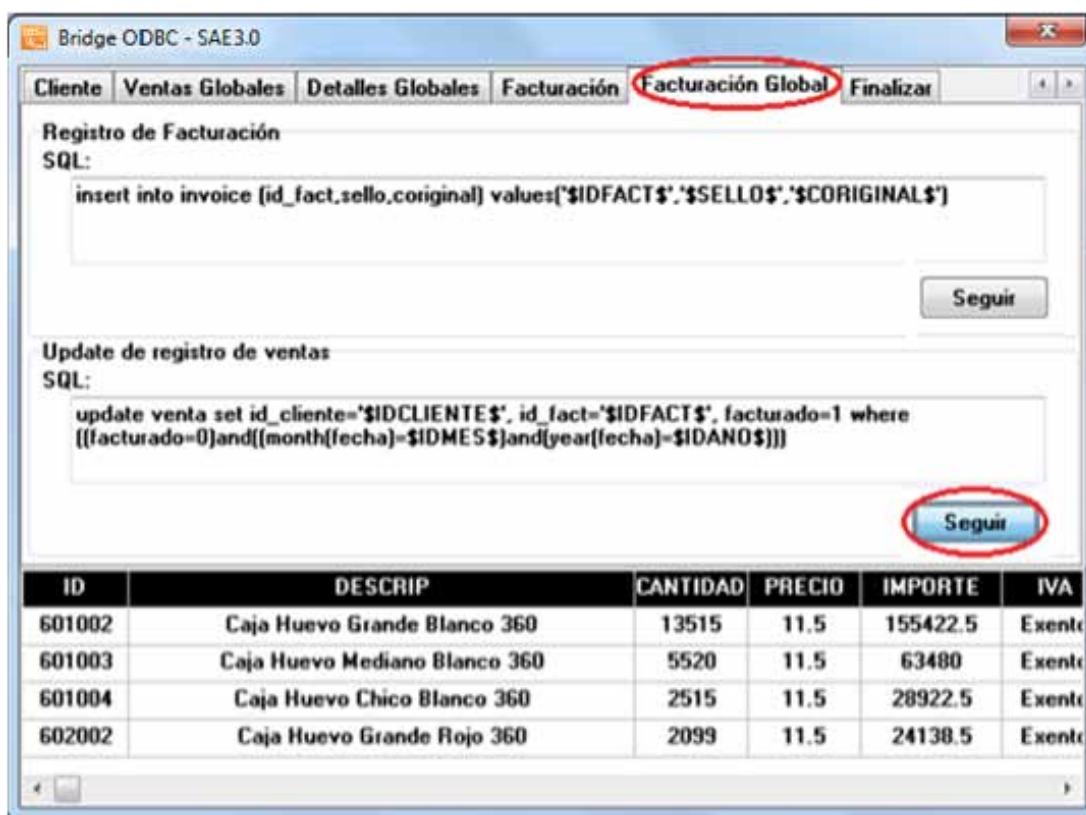 Bridge ODBC - SAE3.0
Cliente Ventas Globales Detalles Globales Facturación Facturación Global Finalizar
Registro de Facturación
SQL:
insert into invoice (id_fact,sello,coriginal) values('$IDFACT$','$SELLO$','$CORIGINAL$')
Seguir
Update de registro de ventas
SQL:
update venta set id_cliente='$IDCLIENTE$', id_fact='$IDFACT$', facturado=1 where
((facturado=0)and((month(fecha)=$IDMES$)and(year(fecha)=$IDANO$)))
Seguir
ID DESCRIP CANTIDAD PRECIO IMPORTE IVA
601002 Caja Huevo Grande Blanco 360 13515 11.5 155422.5 Exento
601003 Caja Huevo Mediano Blanco 360 5520 11.5 63480 Exento
601004 Caja Huevo Chico Blanco 360 2515 11.5 28922.5 Exento
602002 Caja Huevo Grande Rojo 360 2099 11.5 24138.5 Exento